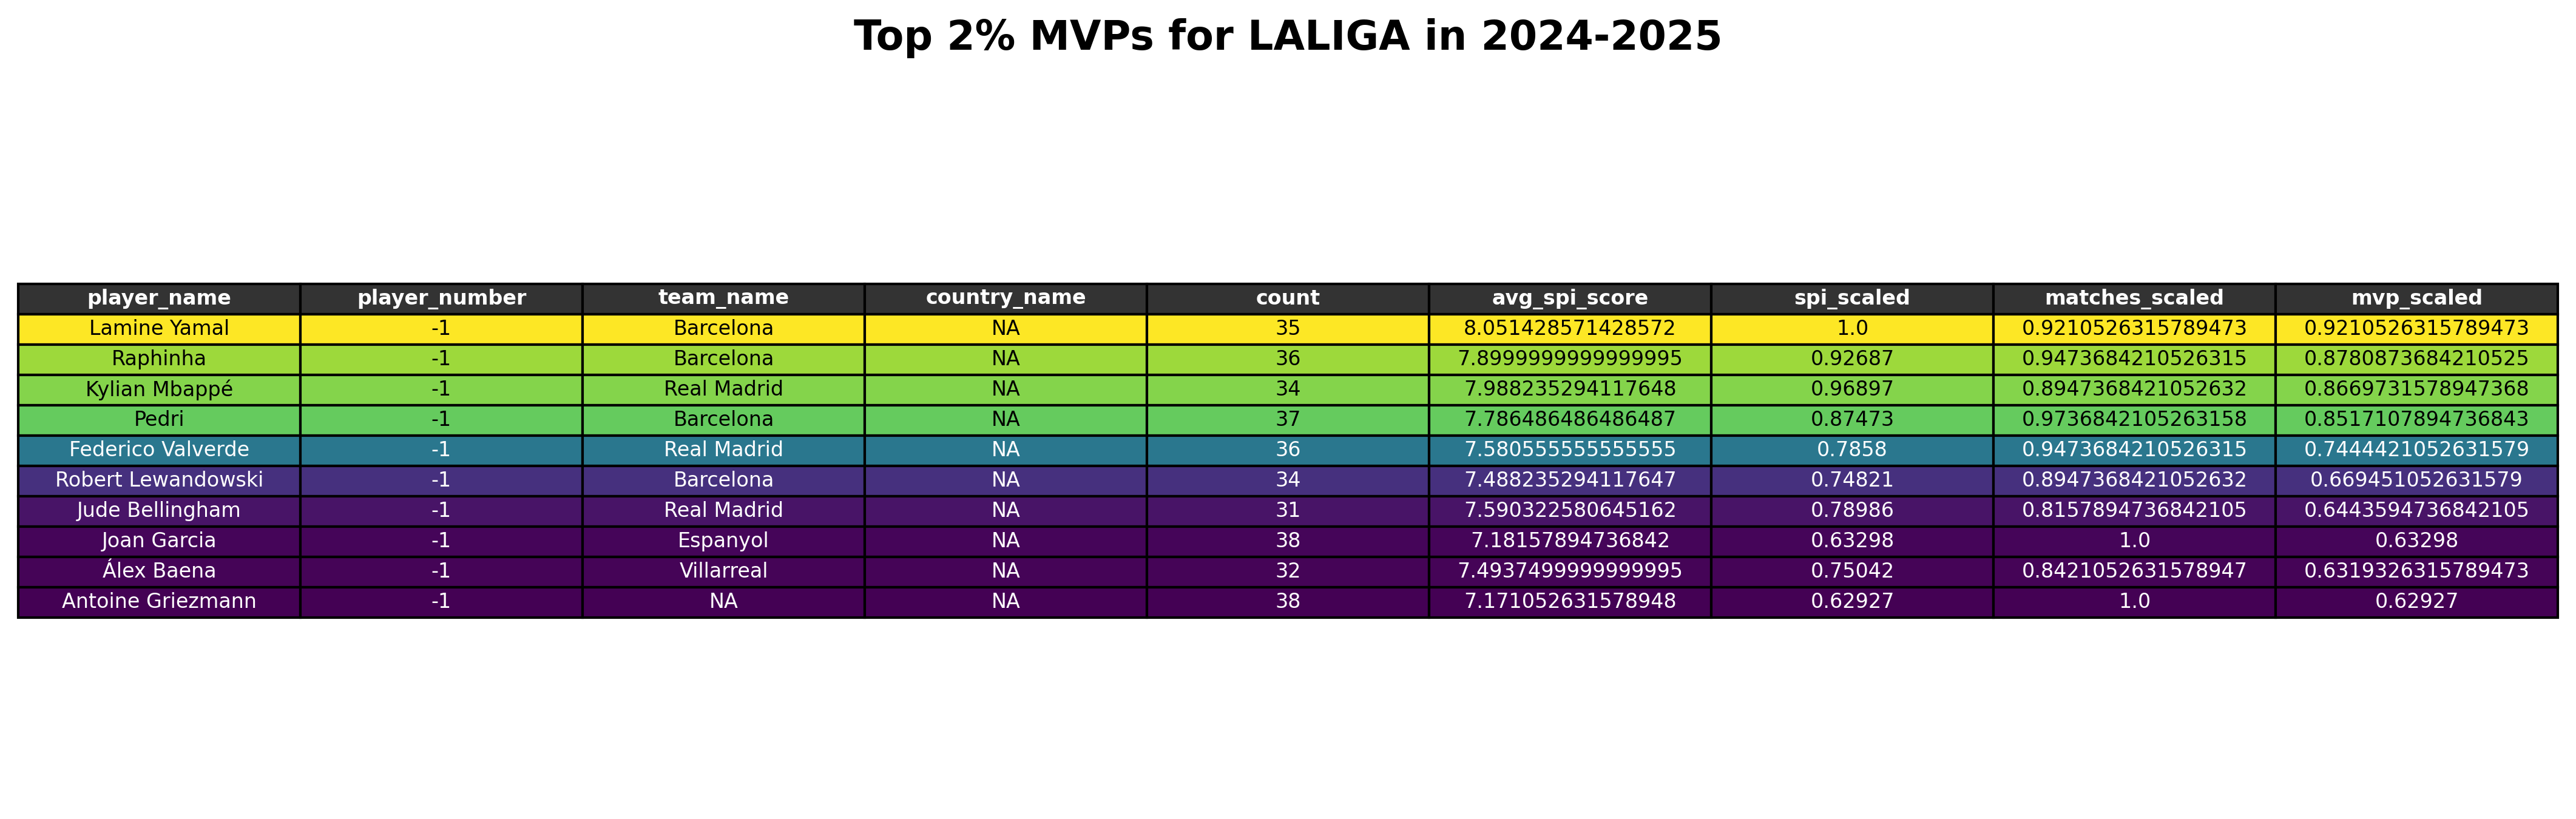 Top 2% MVPs for LALIGA in 2024-2025
player_name player_number team_name country_name count avg_spi_score spi_scaled matches_scaled mvp_scaled
Lamine Yamal -1 Barcelona NA 35 8.051428571428572 1.0 0.9210526315789473 0.9210526315789473
Raphinha -1 Barcelona NA 36 7.8999999999999995 0.92687 0.9473684210526315 0.8780873684210525
Kylian Mbappé -1 Real Madrid NA 34 7.988235294117648 0.96897 0.8947368421052632 0.8669731578947368
Pedri -1 Barcelona NA 37 7.786486486486487 0.87473 0.9736842105263158 0.8517107894736843
Federico Valverde -1 Real Madrid NA 36 7.580555555555555 0.7858 0.9473684210526315 0.7444421052631579
Robert Lewandowski -1 Barcelona NA 34 7.488235294117647 0.74821 0.8947368421052632 0.669451052631579
Jude Bellingham -1 Real Madrid NA 31 7.590322580645162 0.78986 0.8157894736842105 0.6443594736842105
Joan Garcia -1 Espanyol NA 38 7.18157894736842 0.63298 1.0 0.63298
Álex Baena -1 Villarreal NA 32 7.4937499999999995 0.75042 0.8421052631578947 0.6319326315789473
Antoine Griezmann -1 NA NA 38 7.171052631578948 0.62927 1.0 0.62927